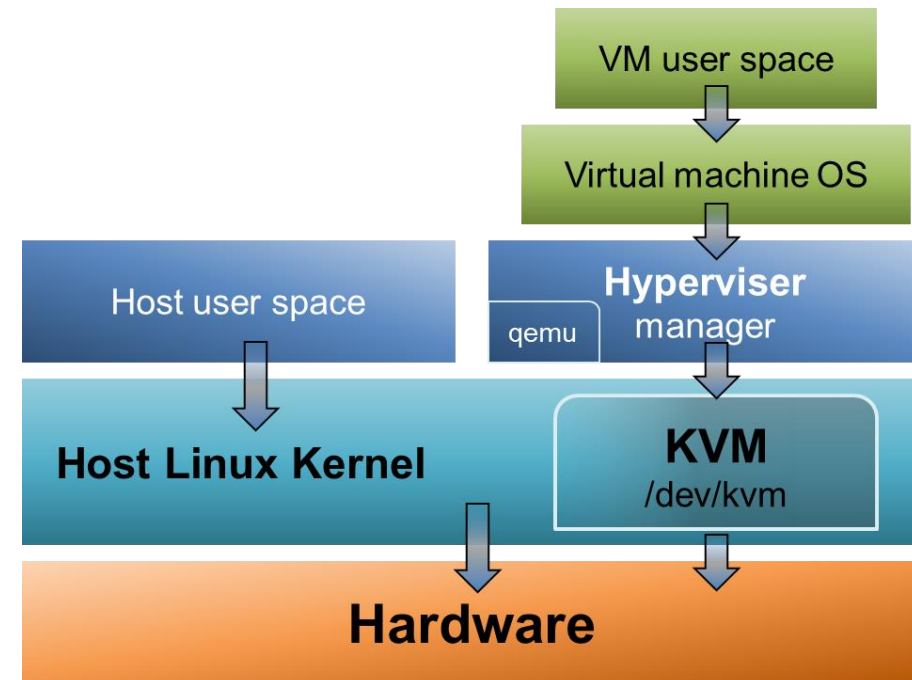 VM user space
Virtual machine OS
Host user space
Hyperviser
manager
qemu
Host Linux Kernel
KVM
/dev/kvm
Hardware